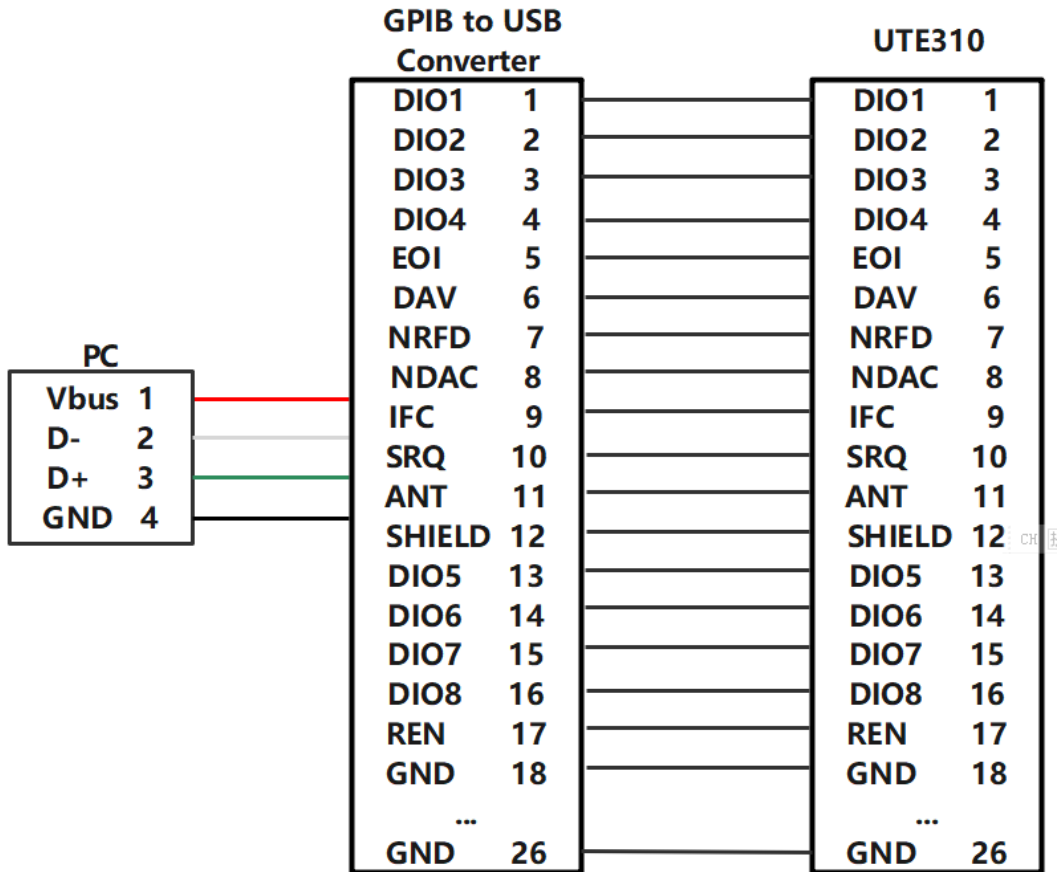 GPIB to USB
Converter
UTE310
PC
Vbus 1
D- 2
D+ 3
GND 4
DIO1 1
DIO2 2
DIO3 3
DIO4 4
EOI 5
DAV 6
NRFD 7
NDAC 8
IFC 9
SRQ 10
ANT 11
SHIELD 12
DIO5 13
DIO6 14
DIO7 15
DIO8 16
REN 17
GND 18
...
GND 26
DIO1 1
DIO2 2
DIO3 3
DIO4 4
EOI 5
DAV 6
NRFD 7
NDAC 8
IFC 9
SRQ 10
ANT 11
SHIELD 12
DIO5 13
DIO6 14
DIO7 15
DIO8 16
REN 17
GND 18
...
GND 26